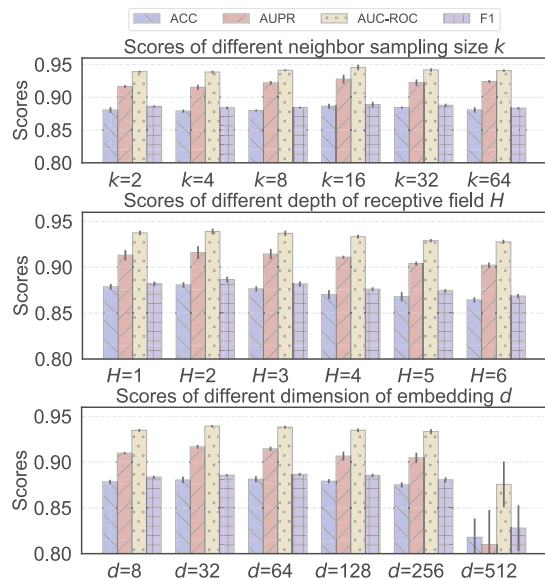 ACC AUPR AUC-ROC F1
Scores of different neighbor sampling size k
0.95
0.90
0.85
0.80
Scores
k=2 k=4 k=8 k=16 k=32 k=64
Scores of different depth of receptive field H
0.95
0.90
0.85
0.80
Scores
H=1 H=2 H=3 H=4 H=5 H=6
Scores of different dimension of embedding d
0.95
0.90
0.85
0.80
Scores
d=8 d=32 d=64 d=128 d=256 d=512